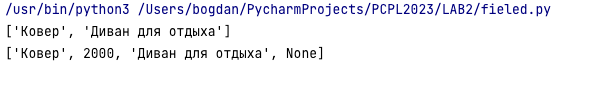 /usr/bin/python3 /Users/bogdan/PycharmProjects/PCPL2023/LAB2/fieled.py
['Ковер', 'Диван для отдыха']
['Ковер', 2000, 'Диван для отдыха', None]